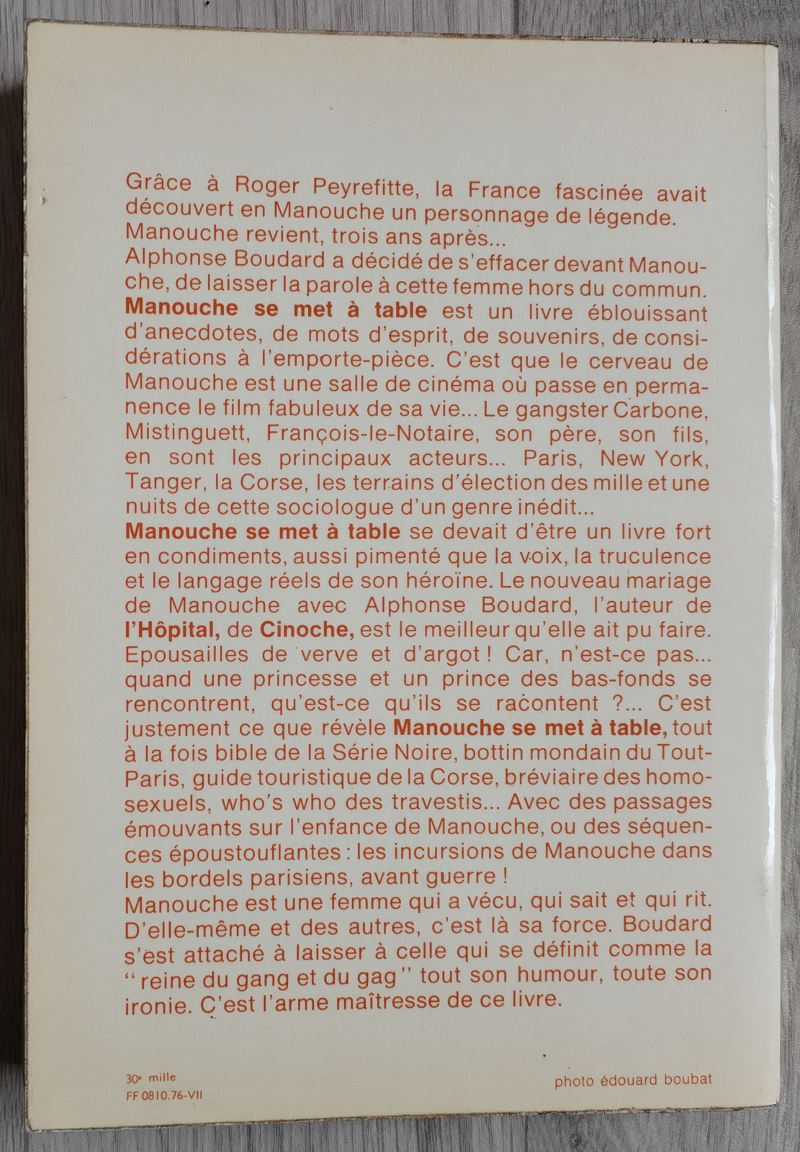 Grâce à Roger Peyrefitte, la France fascinée avait
découvert en Manouche un personnage de légende.
Manouche revient, trois ans après...
Alphonse Boudard a décidé de s'effacer devant Manou-
che, de laisser la parole à cette femme hors du commun.
Manouche se met à table est un livre éblouissant
d'anecdotes, de mots d'esprit, de souvenirs, de consi-
dérations à l'emporte-pièce. C'est que le cerveau de
Manouche est une salle de cinéma où passe en perma-
nence le film fabuleux de sa vie... Le gangster Carbone,
Mistinguett, François-le-Notaire, son père, son fils,
en sont les principaux acteurs... Paris, New York,
Tanger, la Corse, les terrains d'élection des mille et une
nuits de cette sociologue d'un genre inédit...
Manouche se met à table se devait d'être un livre fort
en condiments, aussi pimenté que la voix, la truculence
et le langage réels de son héroïne. Le nouveau mariage
de Manouche avec Alphonse Boudard, l'auteur de
l'Hôpital, de Cinoche, est le meilleur qu'elle ait pu faire.
Epousailles de verve et d'argot ! Car, n'est-ce pas...
quand une princesse et un prince des bas-fonds se
rencontrent, qu'est-ce qu'ils se racontent ?... C'est
justement ce que révèle Manouche se met à table, tout
à la fois bible de la Série Noire, bottin mondain du Tout-
Paris, guide touristique de la Corse, bréviaire des homo-
sexuels, who's who des travestis... Avec des passages
émouvants sur l'enfance de Manouche, ou des séquen-
ces époustouflantes : les incursions de Manouche dans
les bordels parisiens, avant guerre !
Manouche est une femme qui a vécu, qui sait et qui rit.
D'elle-même et des autres, c'est là sa force. Boudard
s'est attaché à laisser à celle qui se définit comme la
“ reine du gang et du gag ” tout son humour, toute son
ironie. C'est l'arme maîtresse de ce livre.
30e mille
FF 0810.76-VII
photo édouard boubat